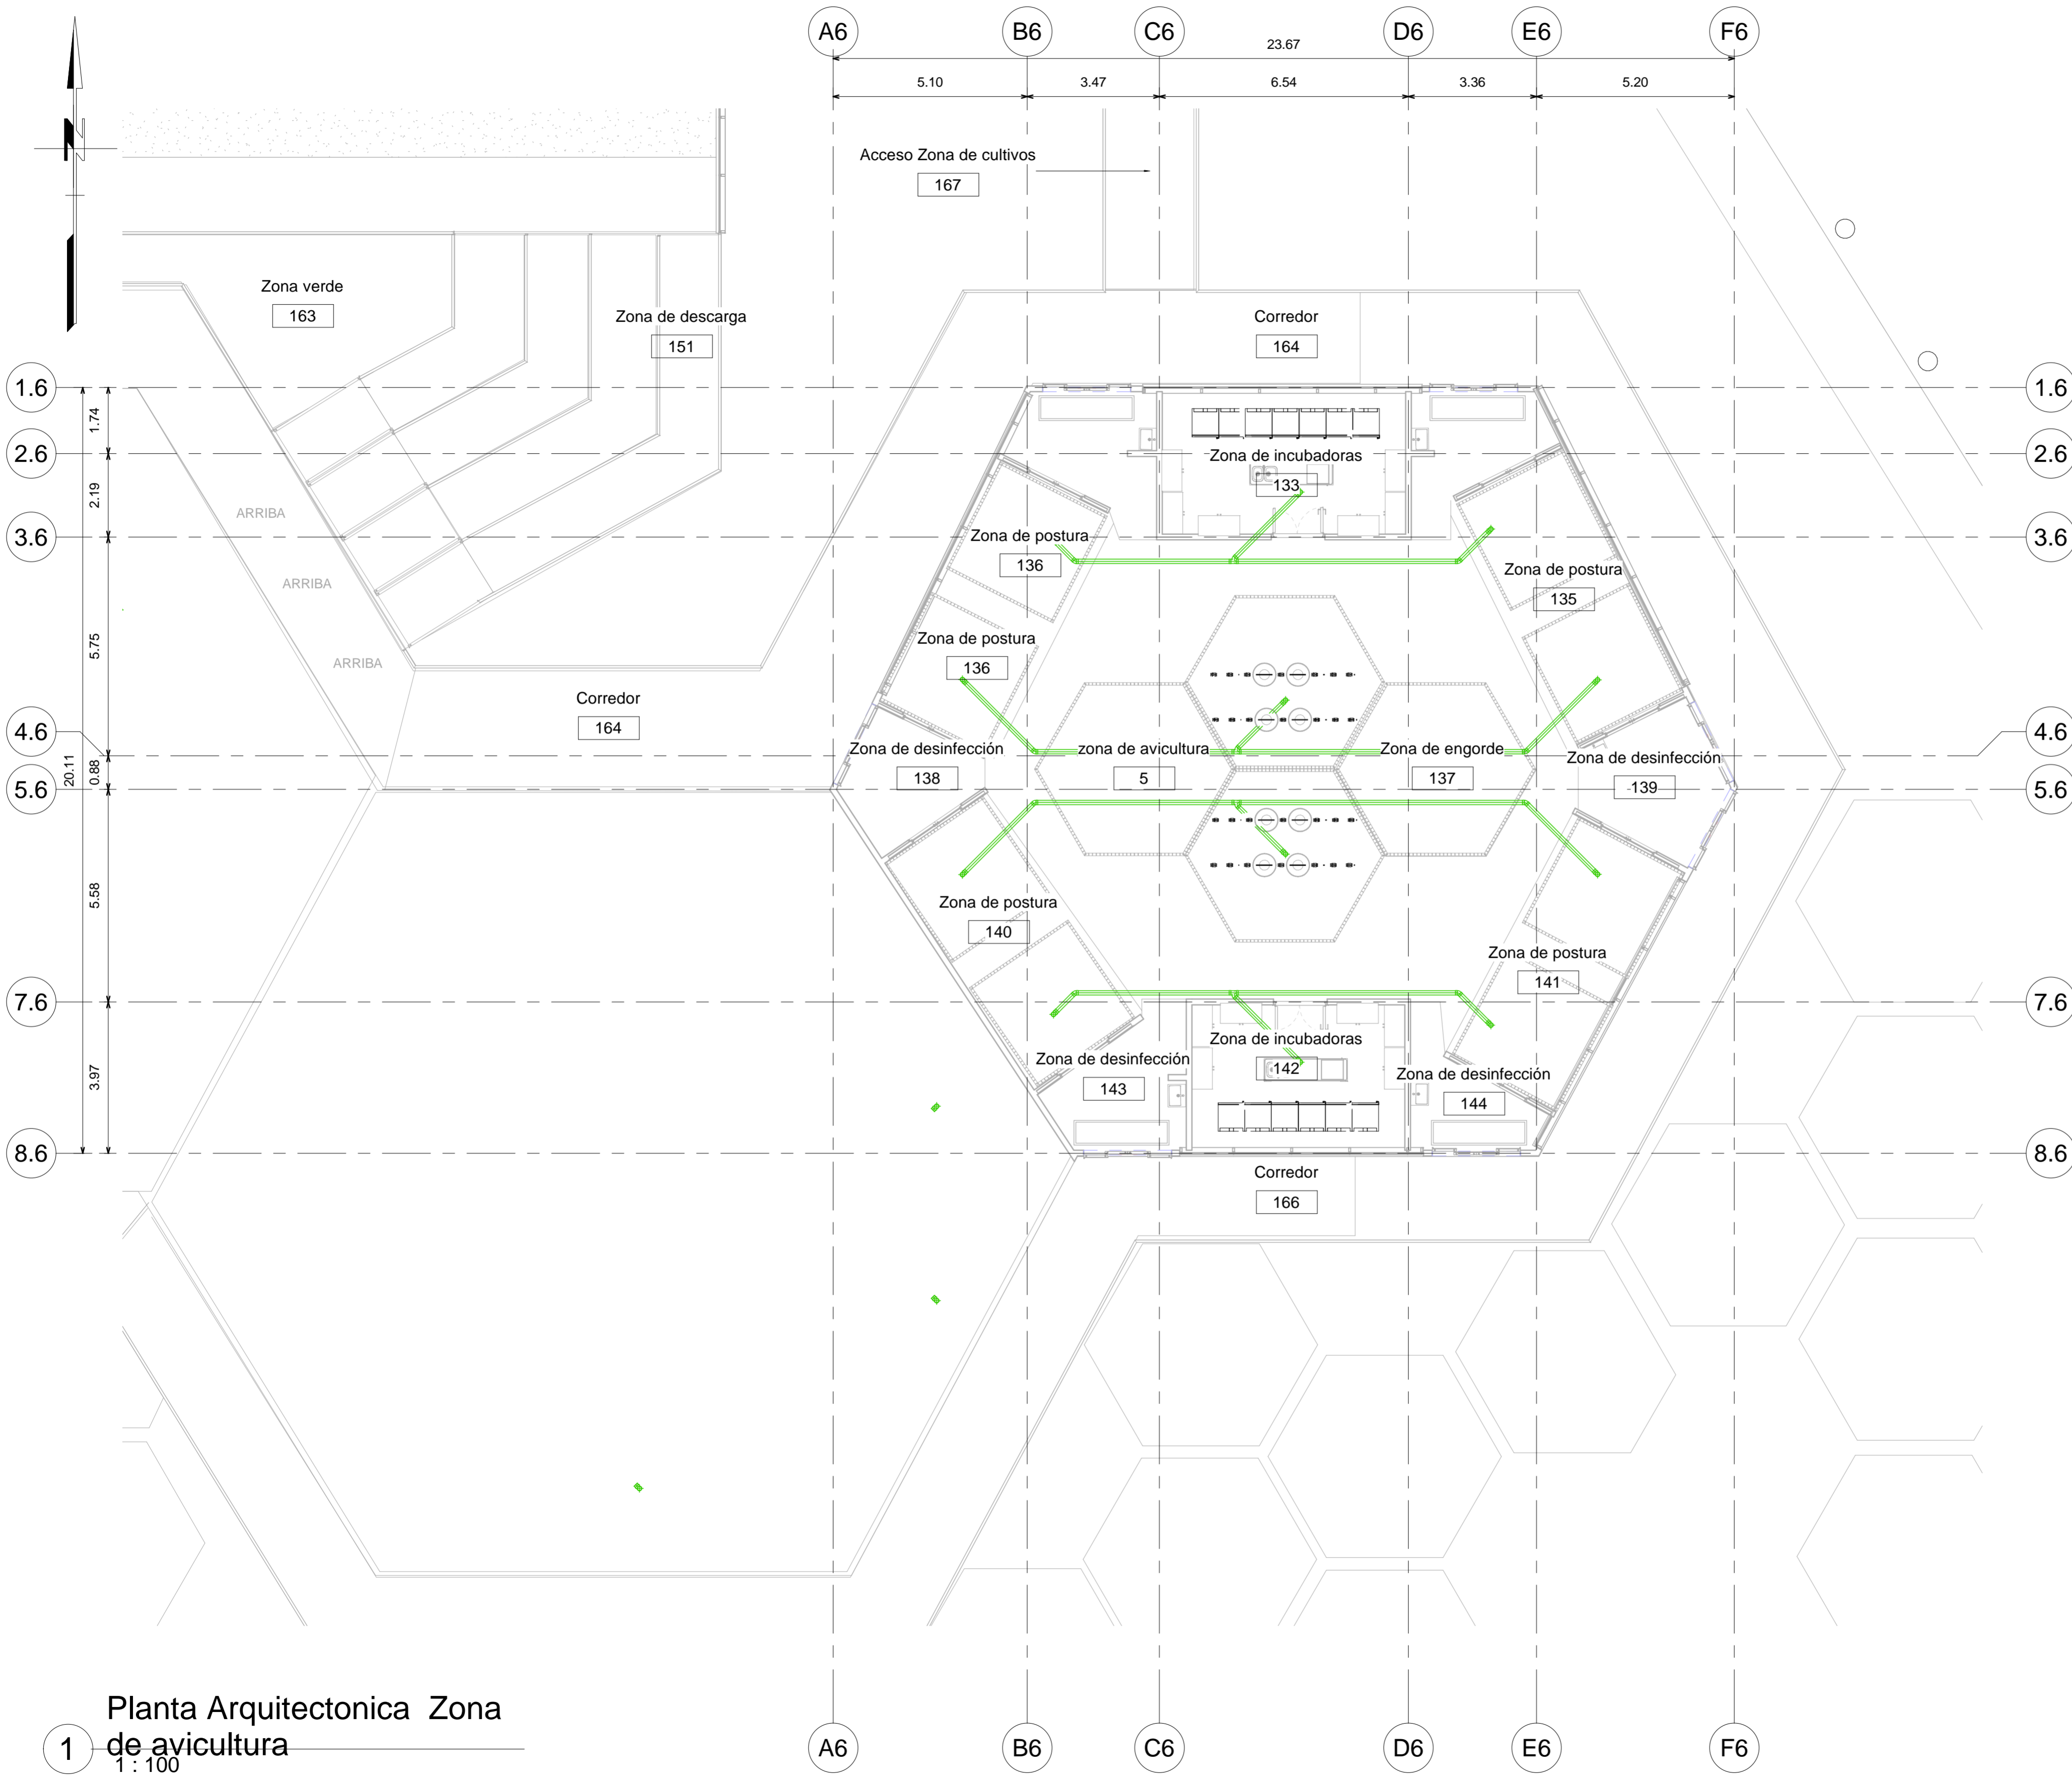 A6
B6
C6
D6
E6
F6
23.67
5.10
3.47
6.54
3.36
5.20
N
Acceso Zona de cultivos
167
Zona verde
163
Zona de descarga
151
Corredor
164
1.6
1.6
1.74
2.6
Zona de incubadoras
2.6
133
2.19
ARRIBA
3.6
Zona de postura
3.6
136
Zona de postura
135
ARRIBA
5.75
Zona de postura
136
ARRIBA
Corredor
164
4.6
Zona de desinfección
zona de avicultura
Zona de engorde
4.6
Zona de desinfección
138
5
137
139
20.11
0.88
5.6
5.6
5.58
Zona de postura
140
Zona de postura
141
7.6
7.6
Zona de incubadoras
142
Zona de desinfección
143
Zona de desinfección
144
3.97
8.6
8.6
Corredor
166
1
Planta Arquitectonica Zona
de avicultura
1 : 100
A6
B6
C6
D6
E6
F6